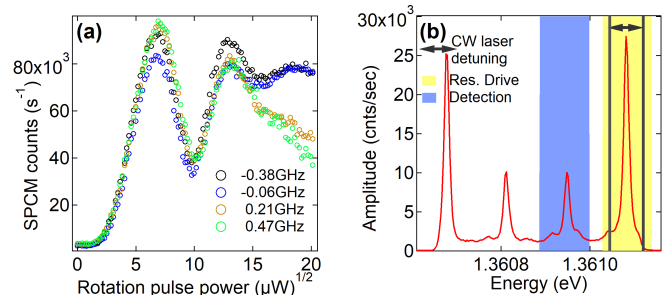 (a)
80x10³
60
40
20
SPCM counts (s⁻¹)
-0.38GHz
-0.06GHz
0.21GHz
0.47GHz
0 5 10 15 20
Rotation pulse power (µW)^1/2
(b)
30x10³
25
20
15
10
5
0
Amplitude (cnts/sec)
CW laser
detuning
Res. Drive
Detection
1.3608 1.3610
Energy (eV)